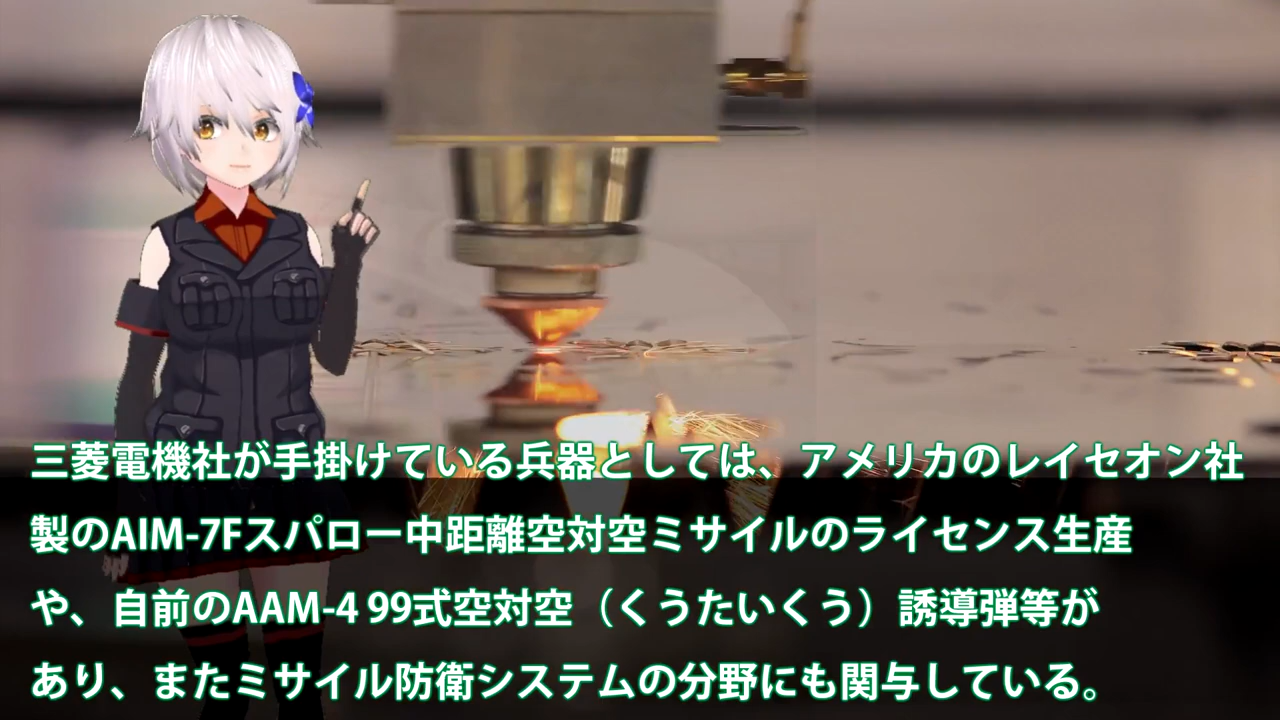 三菱電機社が手掛けている兵器としては、アメリカのレイセオン社
製のAIM-7Fスパロー中距離空対空ミサイルのライセンス生産
や、自前のAAM-4 99式空対空（くうたいくう）誘導弾等が
あり、またミサイル防衛システムの分野にも関与している。